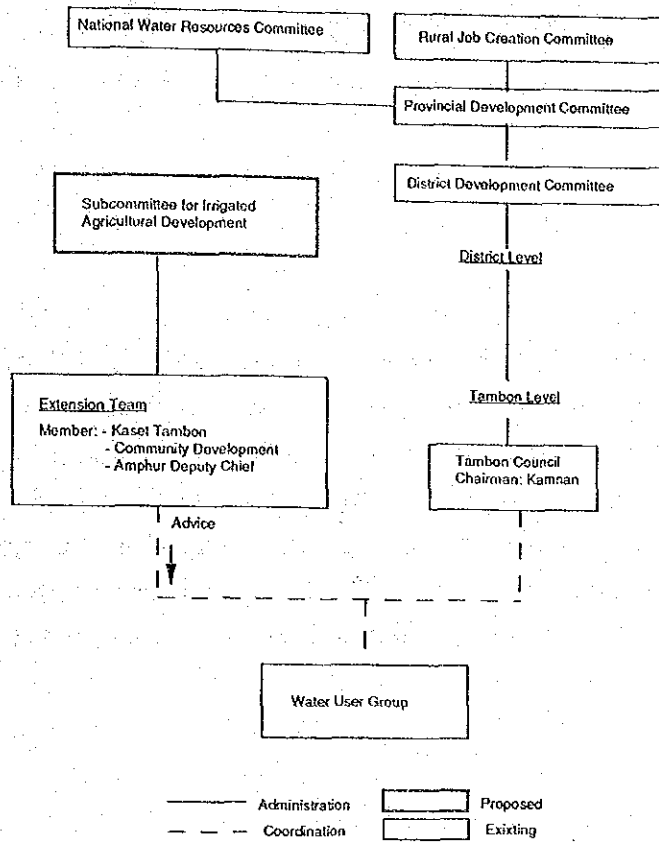 National Water Resources Committee
Rural Job Creation Committee
Provincial Development Committee
District Development Committee
Subcommittee for Irrigated
Agricultural Development
District Level
Extension Team
Member: - Kaset Tambon
- Community Development
- Amphur Deputy Chief
Tambon Level
Tambon Council
Chairman: Kamnan
Advice
Water User Group
Administration
Proposed
Coordination
Exixting